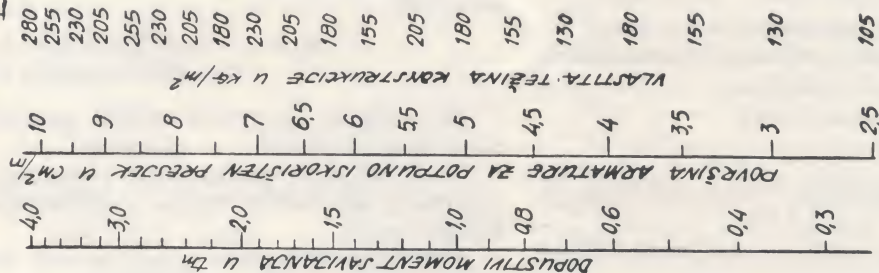 280 255 230 205 255 230 205 180 230 205 180 155 205 180 155 130 180 155 130 105
VLASTITA TEŽINA KONSTRUKCIJE U KG/m²
10 9 8 7 6,5 6 5,5 5 4,5 4 3,5 3 2,5
POVRŠINA ARMATURE ZA POTPUNO ISKORIŠTEN PRESJEK U CM²/m
4,0 3,0 2,0 1,5 1,0 0,8 0,6 0,4 0,3
DOPUSTIVI MOMENT SAVIJANJA U tm